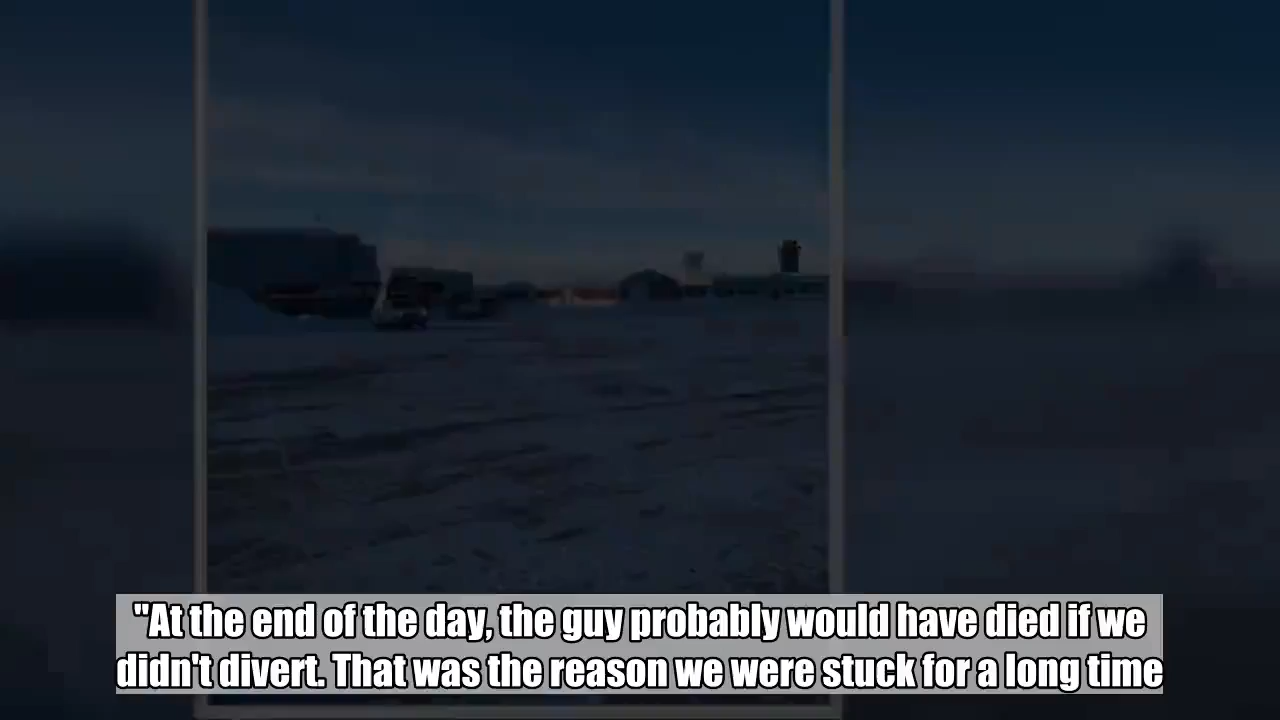 "At the end of the day, the guy probably would have died if we
didn't divert. That was the reason we were stuck for a long time